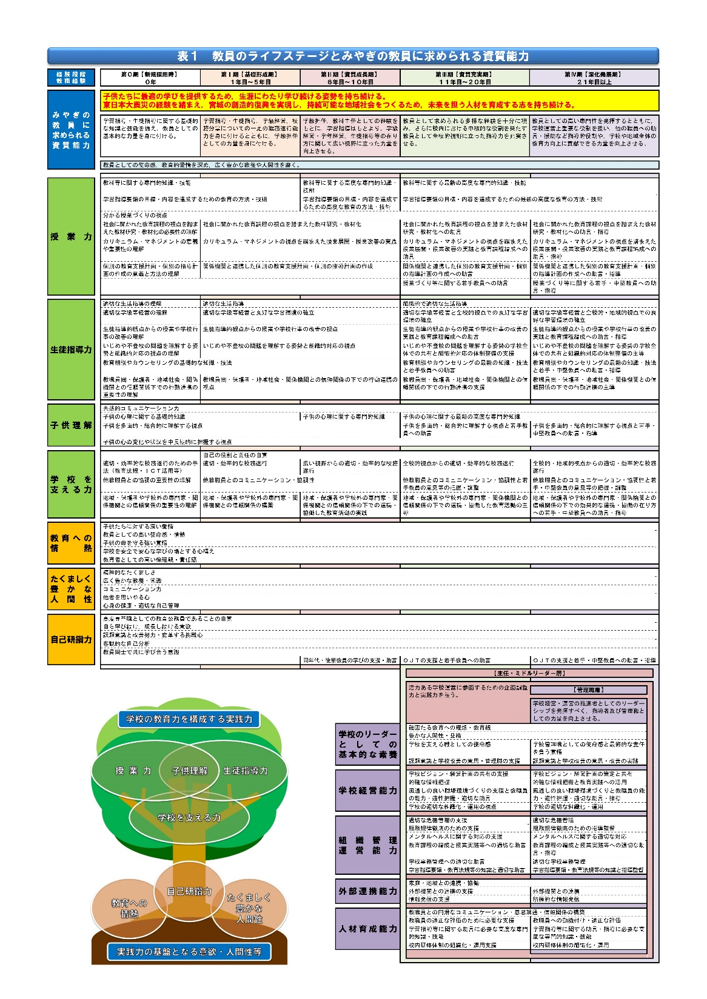 表１　教員のライフステージとみやぎの教員に求められる資質能力
経験段階
教職経験
第０期【新規採用時】
０年
第Ⅰ期【基礎形成期】
１年目～５年目
第Ⅱ期【資質成長期】
６年目～１０年目
第Ⅲ期【資質充実期】
１１年目～２０年目
第Ⅳ期【深化発展期】
２１年目以上
みやぎの
教員に
求められる
資質能力
子供たちに最適の学びを提供するため，生涯にわたり学び続ける姿勢を持ち続ける。
東日本大震災の経験を踏まえ，宮城の創造的復興を実現し，持続可能な地域社会をつくるため，未来を担う人材を育成する志を持ち続ける。
学習指導・生徒指導に関する基礎的
な知識と技能を備え，教員としての
基本的な力量を身に付ける。
学習指導・生徒指導，学級経営，校
務分掌についての一定の職務遂行能
力を身に付けるとともに，学級担任
としての力量を身に付ける。
学級担任，教科主任としての経験を
もとに，学習指導はもとより，学級
経営・学年経営，生徒指導等の在り
方に関して広い視野に立った力量を
向上させる。
教員として求められる多様な経験を十分に積
み，さらに校内における中核的な役割を果たす
教員として全校的視野に立った指導力を充実さ
せる。
教員としての高い専門性を発揮するとともに，
学校運営上重要な役割を担い，他の職員への助
言・援助など指導的役割や，学校や地域全体の
教育力向上に貢献できる力量を向上させる。
教員としての使命感，教育的愛情を深め，広く豊かな教養や人間性を磨く。
授業力
教科等に関する専門的知識・技能
教科等に関する高度な専門的知識・
技能
教科等に関する最新の高度な専門的知識・技能
学習指導要領の目標・内容を達成するための教育の方法・技術
学習指導要領の目標・内容を達成す
るための高度な教育の方法・技術
学習指導要領の目標・内容を達成するための最新の高度な教育の方法・技術
分かる授業づくりの視点
社会に開かれた教育課程の視点を踏ま
えた教材研究・教材化の必要性の理解
社会に開かれた教育課程の視点を踏まえた教材研究・教材化
社会に開かれた教育課程の視点を踏まえた教材
研究・教材化への助言
社会に開かれた教育課程の視点を踏まえた教材
研究・教材化への助言・指導
カリキュラム・マネジメントの意義
や重要性の理解
カリキュラム・マネジメントの視点を踏まえた授業展開・授業改善の実践
カリキュラム・マネジメントの視点を踏まえた
授業展開・授業改善の実践と教育課程編成への
助言
カリキュラム・マネジメントの視点を踏まえた
授業展開・授業改善の実践と教育課程編成への
助言・指導
個別の教育支援計画・個別の指導計
画の作成の意義と方法の理解
関係機関と連携した個別の教育支援計画・個別の指導計画の作成
関係機関と連携した個別の教育支援計画・個別
の指導計画の作成への助言
関係機関と連携した個別の教育支援計画・個別
の指導計画の作成への助言・指導
授業づくり等に関する若手教員への助言
授業づくり等に関する若手・中堅教員への助
言・指導
生徒指導力
適切な生活指導の理解
適切な生活指導
組織的で適切な生活指導
適切な学級等経営の理解
適切な学級等経営と良好な学習環境の確立
適切な学級等経営と全校的視点での良好な学習
環境の確立
適切な学級等経営と全校的・地域的視点での良
好な学習環境の確立
生徒指導的観点からの授業や学校行
事の改善の理解
生徒指導的観点からの授業や学校行事の改善の視点
生徒指導的観点からの授業や学校行事の改善の
実践と教育課程編成への助言
生徒指導的観点からの授業や学校行事の改善の
実践と教育課程編成への助言・指導
いじめや不登校の問題を理解する姿
勢と組織的対応の視点の理解
いじめや不登校の問題を理解する姿勢と組織的対応の視点
いじめや不登校の問題を理解する姿勢の学校全
体での共有と組織的対応の体制整備の支援
いじめや不登校の問題を理解する姿勢の学校全
体での共有と組織的対応の体制整備の主導
教育相談やカウンセリングの基礎的な知識・技法
教育相談やカウンセリングの最新の知識・技法
と若手教員への助言
教育相談やカウンセリングの最新の知識・技法
と若手・中堅教員への助言・指導
教職員間・保護者・地域社会・関係
機関との信頼関係下での行動連携の
重要性の理解
教職員間・保護者・地域社会・関係機関との信頼関係の下での行動連携の
視点
教職員間・保護者・地域社会・関係機関との信
頼関係の下での行動連携の支援
教職員間・保護者・地域社会・関係機関との信
頼関係の下での行動連携の主導
子供理解
共感的コミュニケーション力
子供の心理に関する基礎的知識
子供の心理に関する専門的知識
子供の心理に関する最新の高度な専門的知識
子供を多面的・総合的に理解する視点
子供を多面的・総合的に理解する視点と若手教
員への助言
子供を多面的・総合的に理解する視点と若手・
中堅教員への助言・指導
子供の心の変化や状況を中長期的に把握する視点
学校を
支える力
自己の役割と責任の自覚
適切・効率的な校務遂行のための手
法（教育法規・ＩＣＴ活用等）
適切・効率的な校務遂行
広い視野からの適切・効率的な校務
遂行
全校的視点からの適切・効率的な校務遂行
全校的・地域的視点からの適切・効率的な校務
遂行
他教職員との協調の重要性の理解
他教職員とのコミュニケーション・協調性
他教職員とのコミュニケーション・協調性と若
手教員の意見等の把握・調整
他教職員とのコミュニケーション・協調性と若
手・中堅教員の意見等の把握・調整
地域・保護者や学校外の専門家・関
係機関との信頼関係の重要性の理解
地域・保護者や学校外の専門家・関
係機関との信頼関係の構築
地域・保護者や学校外の専門家・関
係機関との信頼関係の下での連携・
協働した教育活動の実践
地域・保護者や学校外の専門家・関係機関との
信頼関係の下での連携・協働した教育活動の主
導
地域・保護者や学校外の専門家・関係機関との
信頼関係の下での効果的な連携・協働の在り方
への若手・中堅教員への助言・指導
教育への
情熱
子供たちに対する深い愛情
教員としての高い使命感・情熱
子供の命を守る強い覚悟
学校を安全で安心な学びの場とする心構え
教育者としての高い倫理観・責任感
たくましく
豊かな
人間性
精神的なたくましさ
広く豊かな教養・常識
コミュニケーション力
他者を思いやる心
心身の健康・適切な自己管理
自己研鑽力
高度専門職としての教育公務員であることの自覚
自ら学び続け，成長し続ける意欲
課題意識と改善努力・変革する挑戦心
客観的な自己分析
教員同士で共に学び合う意識
同年代・後輩教員の学びの支援・助言
ＯＪＴの支援と若手教員への助言
ＯＪＴの支援と若手・中堅教員への助言・指導
【主任・ミドルリーダー層】
活力ある学校運営に参画するための企画調整
力と実践力を養う。
【管理職層】
学校経営・運営の推進者としてのリーダー
シップを発揮すべく，指導者及び管理職と
しての力量を向上させる。
学校のリーダー
としての
基本的な素養
確固たる教育への理想・教育観
豊かな人間性・品格
学校を支える職としての使命感
学校管理職としての使命感と最終的な責任
を負う覚悟
課題意識と学校改善の意思・管理職の支援
課題意識と学校改善の意思・改善の実践
学校経営能力
学校ビジョン・経営計画の共有の支援
学校ビジョン・経営計画の策定と共有
的確な情報把握
的確な情報把握と教育実践への活用
風通しの良い職場環境づくりの支援と教職員
の能力・適性把握・適切な助言
風通しの良い職場環境づくりと教職員の能
力・適性把握・適切な助言・指導
学校の適切な組織化・運用の視点
学校の適切な組織化・運用
組織管理
運営能力
適切な危機管理の支援
適切な危機管理
服務規律徹底のための支援
服務規律徹底のための指導監督
メンタルヘルスに関する対応の支援
メンタルヘルスに関する適切な対応
教育課程の編成と授業実践等への適切な助言
教育課程の編成と授業実践等への適切な助
言・指導
学校事務管理への適切な助言
適切な学校事務管理
学習指導要領・教育法規等の知識と適切な助言
学習指導要領・教育法規等の知識と指導監督
外部連携能力
家庭・地域との連携・協働
外部機関との連携の支援
外部機関との連携
情報発信の支援
積極的な情報発信
人材育成能力
教職員との円滑なコミュニケーション・意思疎通・信頼関係の構築
教職員の適正な評価のために必要な支援
教職員への動機付け・適正な評価
学習指導等に関する助言に必要な高度な専門
的知識・技能
学習指導等に関する助言・指導に必要な高
度な専門的知識・技能
校内研修体制の組織化・運用支援
校内研修体制の組織化・運用
学校の教育力を構成する実践力
授業力
子供理解
生徒指導力
学校を支える力
自己研鑽力
教育への
情熱
たくましく
豊かな
人間性
実践力の基盤となる意欲・人間性等